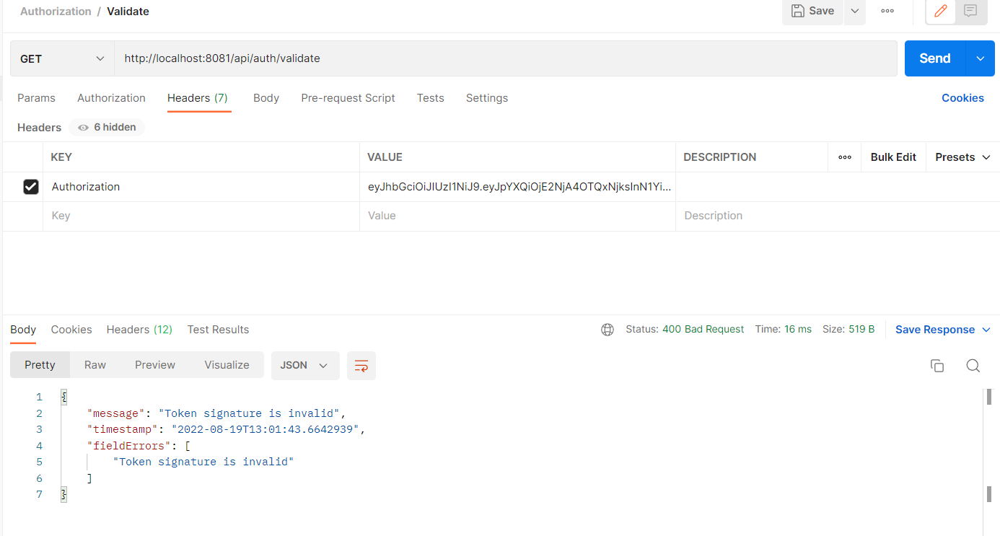 Authorization / Validate
Save
GET
http://localhost:8081/api/auth/validate
Send
Params Authorization Headers (7) Body Pre-request Script Tests Settings Cookies
Headers 6 hidden
KEY VALUE DESCRIPTION Bulk Edit Presets
Authorization eyJhbGciOiJIUzI1NiJ9.eyJpYXQiOjE2NjA4OTQxNjksInN1Yi...
Key Value Description
Body Cookies Headers (12) Test Results Status: 400 Bad Request Time: 16 ms Size: 519 B Save Response
Pretty Raw Preview Visualize JSON
1 {
2 "message": "Token signature is invalid",
3 "timestamp": "2022-08-19T13:01:43.6642939",
4 "fieldErrors": [
5 "Token signature is invalid"
6 ]
7 }